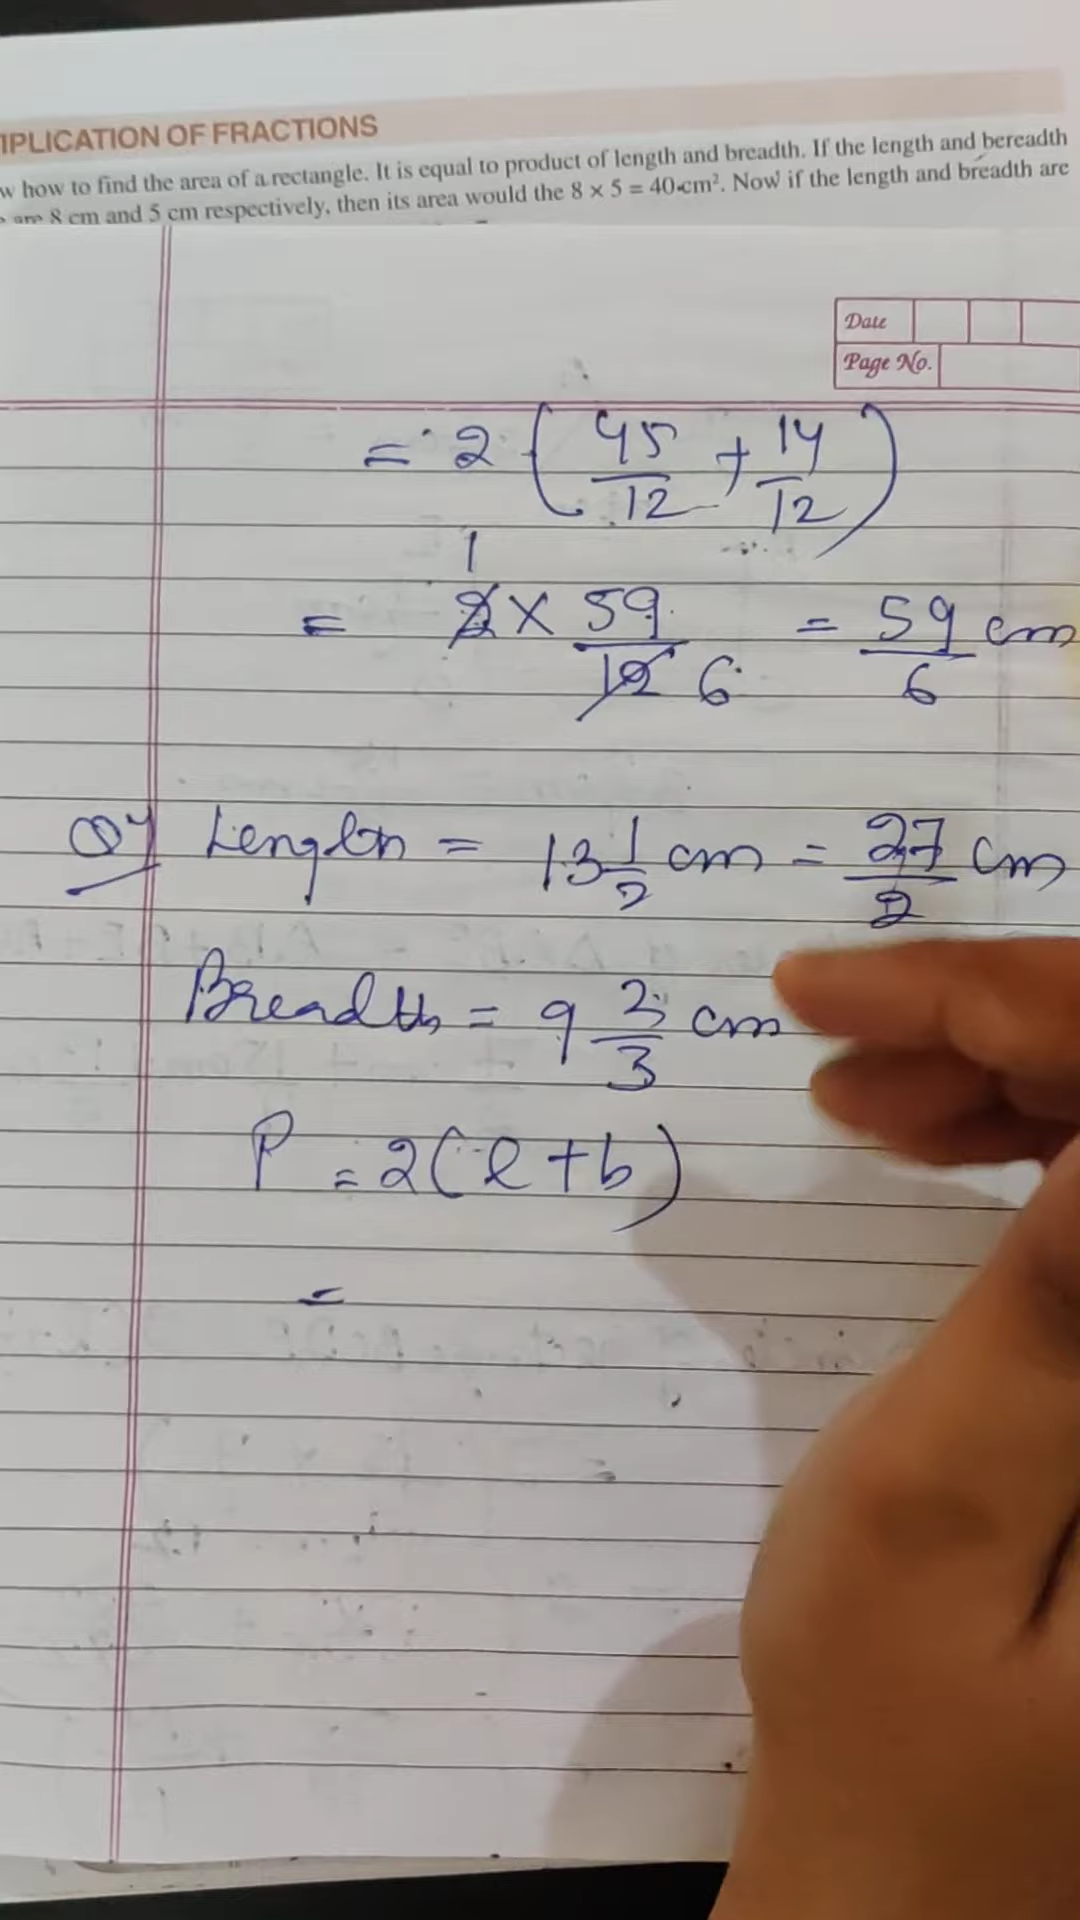 IPLICATION OF FRACTIONS
w how to find the area of a rectangle. It is equal to product of length and breadth. If the length and bereadth
are 8 cm and 5 cm respectively, then its area would the 8 × 5 = 40 cm². Now if the length and breadth are
Date
Page No.
= 2 ( 45/12 + 14/12 )
1
= 2 × 59/12 6 = 59/6 cm
Q Length = 13 1/2 cm = 27/2 cm
Breadth = 9 2/3 cm
P = 2(l+b)
=